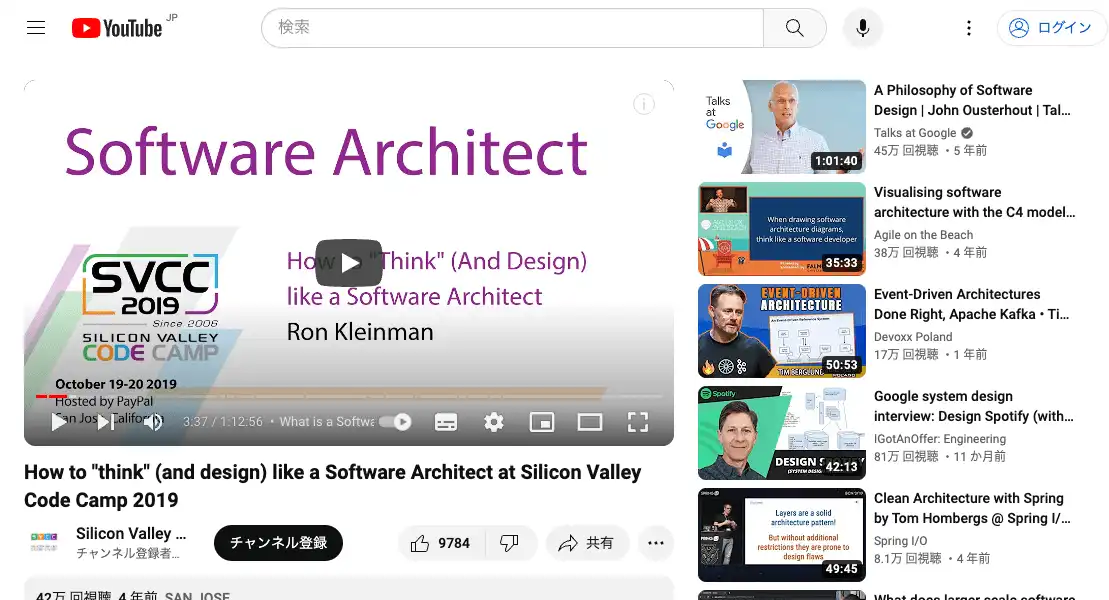 YouTube JP
検索
ログイン
Software Architect
SVCC
2019
Since 2006
SILICON VALLEY
CODE CAMP
How to "Think" (And Design)
like a Software Architect
Ron Kleinman
October 19-20 2019
Hosted by PayPal
San Jose, California
3:37 / 1:12:56 • What is a Softwa
How to "think" (and design) like a Software Architect at Silicon Valley
Code Camp 2019
Silicon Valley ...
チャンネル登録者...
チャンネル登録
9784
共有
42万 回視聴 4 年前 SAN JOSE
Talks
at
Google
1:01:40
A Philosophy of Software
Design | John Ousterhout | Tal...
Talks at Google
45万 回視聴 ・5 年前
When drawing software
architecture diagrams,
think like a software developer
35:33
Visualising software
architecture with the C4 model...
Agile on the Beach
38万 回視聴 ・4 年前
EVENT-DRIVEN
ARCHITECTURE
TIM BERGLUND
50:53
Event-Driven Architectures
Done Right, Apache Kafka • Ti...
Devoxx Poland
17万 回視聴 ・1 年前
Spotify
DESIGN SPOTIFY
42:13
Google system design
interview: Design Spotify (with...
IGotAnOffer: Engineering
81万 回視聴 ・11 か月前
Layers are a solid
architecture pattern!
But without additional
restrictions they are prone to
design flaws
49:45
Clean Architecture with Spring
by Tom Hombergs @ Spring I/...
Spring I/O
8.1万 回視聴 ・4 年前
What does larger scale software